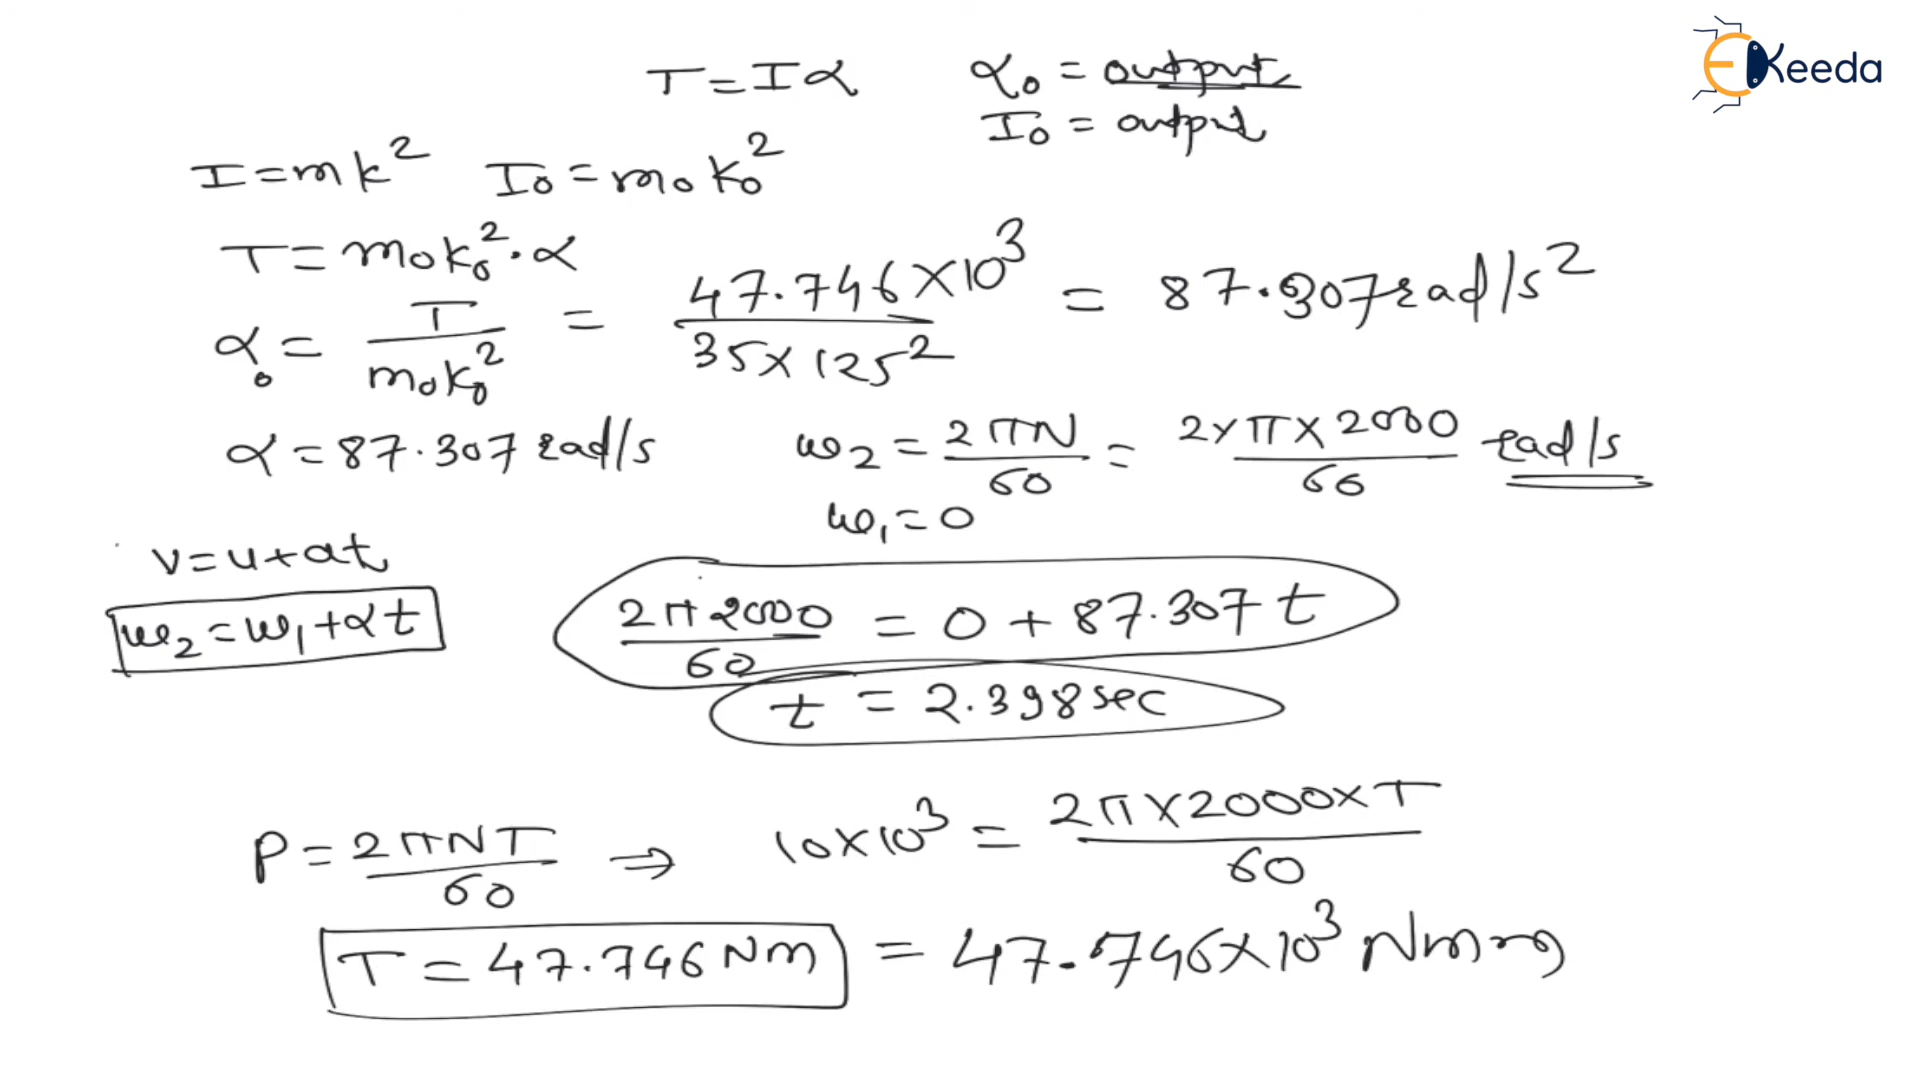 EKeeda
T = Iα α₀ = output
I₀ = output
I = mk² I₀ = m₀k₀²
T = m₀k₀² · α
α₀ = T / m₀k₀² = 47.746×10³ / 35×125² = 87.307 rad/s²
α = 87.307 rad/s ω₂ = 2πN / 60 = 2×π×2000 / 60 rad/s
ω₁ = 0
v = u + at
ω₂ = ω₁ + αt 2π2000 / 60 = 0 + 87.307 t
t = 2.398 sec
P = 2πNT / 60 ⇒ 10×10³ = 2π×2000×T / 60
T = 47.746 Nm = 47.746×10³ Nmm